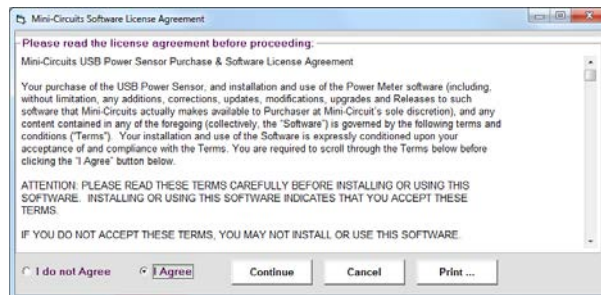 Mini-Circuits Software License Agreement
Please read the license agreement before proceeding:
Mini-Circuits USB Power Sensor Purchase & Software License Agreement
Your purchase of the USB Power Sensor, and installation and use of the Power Meter software (including,
without limitation, any additions, corrections, updates, modifications, upgrades and Releases to such
software that Mini-Circuits actually makes available to Purchaser at Mini-Circuit's sole discretion), and any
content contained in any of the foregoing (collectively, the "Software") is governed by the following terms and
conditions ("Terms"). Your installation and use of the Software is expressly conditioned upon your
acceptance of and compliance with the Terms. You are required to scroll through the Terms below before
clicking the "I Agree" button below.
ATTENTION: PLEASE READ THESE TERMS CAREFULLY BEFORE INSTALLING OR USING THIS
SOFTWARE. INSTALLING OR USING THIS SOFTWARE INDICATES THAT YOU ACCEPT THESE
TERMS.
IF YOU DO NOT ACCEPT THESE TERMS, YOU MAY NOT INSTALL OR USE THIS SOFTWARE.
I do not Agree I Agree Continue Cancel Print ...